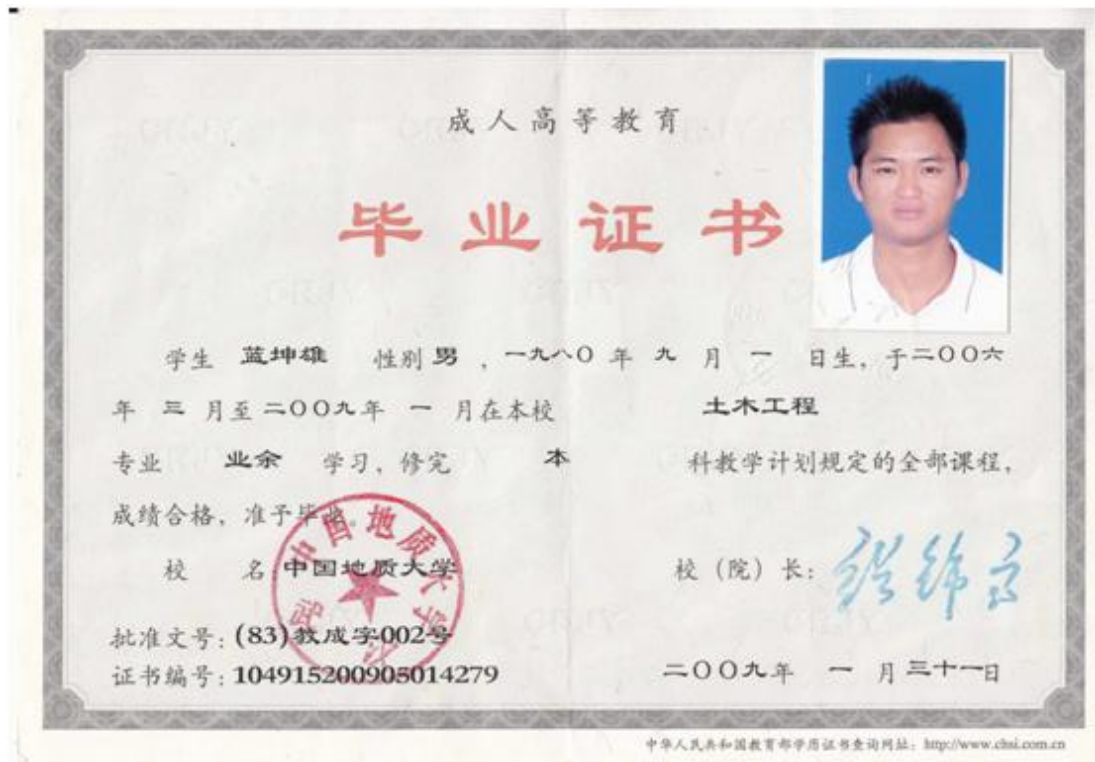 成人高等教育
毕业证书
学生 蓝坤雄 性别 男 ，一九八〇 年 九 月 一 日生，于二〇〇六
年 三 月至 二〇〇九年 一 月在本校 土木工程
专业 业余 学习，修完 本 科教学计划规定的全部课程，
成绩合格，准予毕业。
校 名 中国地质大学 校（院）长：
批准文号：(83)教成字002号
证书编号：104915200905014279 二〇〇九年 一 月 三十一日
中华人民共和国教育部学历证书查询网址：http://www.chsi.com.cn